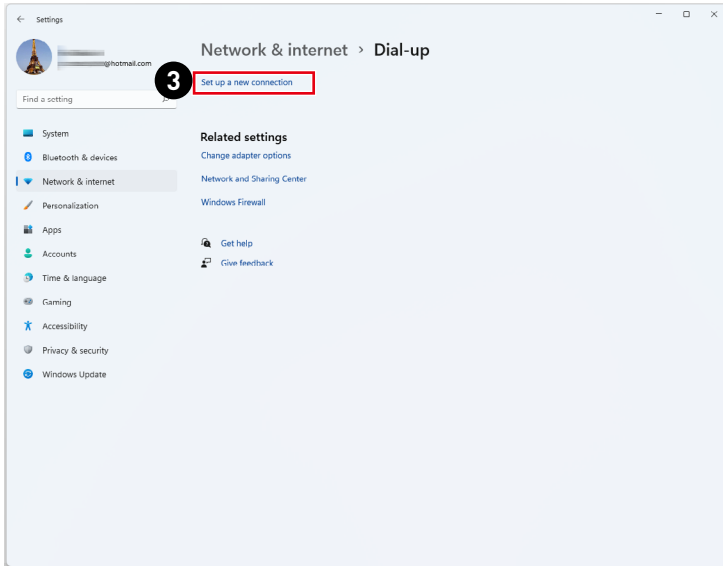 Settings
@hotmail.com
Find a setting
System
Bluetooth & devices
Network & internet
Personalization
Apps
Accounts
Time & language
Gaming
Accessibility
Privacy & security
Windows Update
Network & internet > Dial-up
3
Set up a new connection
Related settings
Change adapter options
Network and Sharing Center
Windows Firewall
Get help
Give feedback